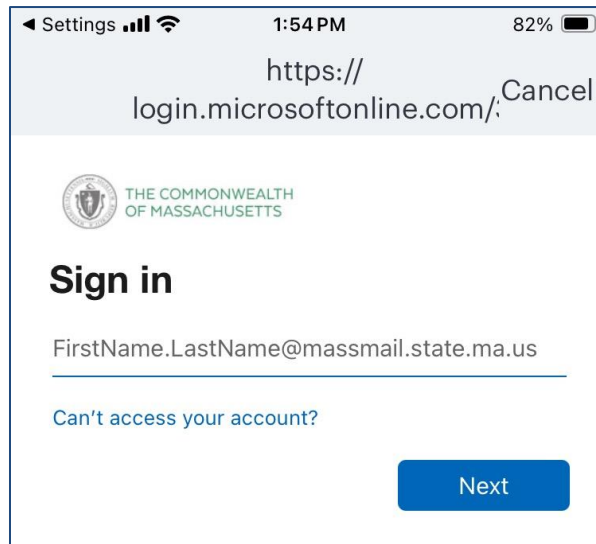 ◄ Settings 1:54 PM 82%
https://
login.microsoftonline.com/
Cancel
THE COMMONWEALTH
OF MASSACHUSETTS
Sign in
FirstName.LastName@massmail.state.ma.us
Can't access your account?
Next